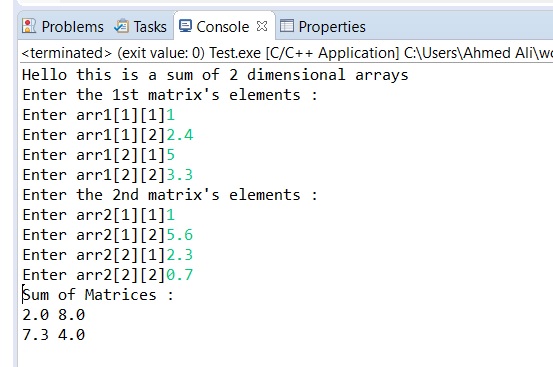 Problems Tasks Console Properties
<terminated> (exit value: 0) Test.exe [C/C++ Application] C:\Users\Ahmed Ali\wo
Hello this is a sum of 2 dimensional arrays
Enter the 1st matrix's elements :
Enter arr1[1][1]1
Enter arr1[1][2]2.4
Enter arr1[2][1]5
Enter arr1[2][2]3.3
Enter the 2nd matrix's elements :
Enter arr2[1][1]1
Enter arr2[1][2]5.6
Enter arr2[2][1]2.3
Enter arr2[2][2]0.7
Sum of Matrices :
2.0 8.0
7.3 4.0